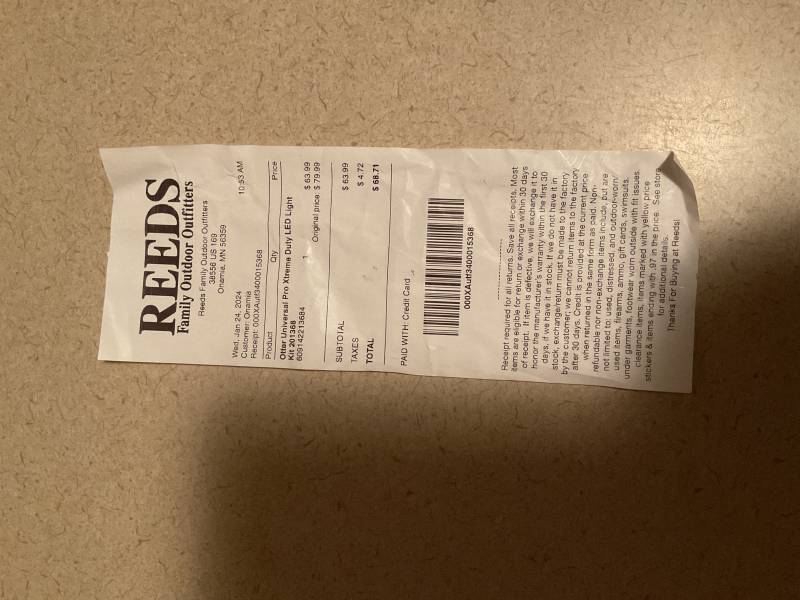 REEDS
Family Outdoor Outfitters
Reeds Family Outdoor Outfitters
38556 US 169
Onamia, MN 56359
Wed, Jan 24, 2024 10:53 AM
Customer: Onamia
Receipt: 000XAutf3400015368
Product Qty Price
Otter Universal Pro Xtreme Duty LED Light 1 $ 63.99
Kit 201368 Original price: $ 79.99
609142213684
SUBTOTAL $ 63.99
TAXES $ 4.72
TOTAL $ 68.71
PAID WITH: Credit Card
000XAutf3400015368
Receipt required for all returns. Save all receipts. Most
items are eligible for return or exchange within 30 days
of receipt. If item is defective, we will exchange it to
honor the manufacturer's warranty within the first 30
days, if we have it in stock. If we do not have it in
stock, exchange/return must be made to the factory
by the customer; we cannot return items to the factory
after 30 days. Credit is provided at the current price
when returned in the same form as paid. Non-
refundable nor non-exchange items include, but are
not limited to: used, distressed, and outdoor-worn/
used items, firearms, ammo, gift cards, swimsuits,
under garments, footwear worn outside with fit issues,
clearance items, items marked with yellow price
stickers & items ending with .97 in the price. See store
for additional details.
Thanks For Buying at Reeds!